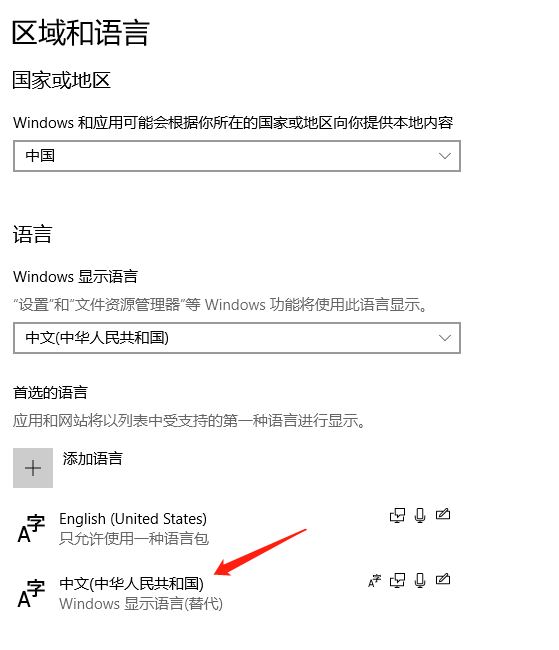 区域和语言
国家或地区
Windows 和应用可能会根据你所在的国家或地区向你提供本地内容
中国
语言
Windows 显示语言
“设置”和“文件资源管理器”等 Windows 功能将使用此语言显示。
中文(中华人民共和国)
首选的语言
应用和网站将以列表中受支持的第一种语言进行显示。
添加语言
English (United States)
只允许使用一种语言包
中文(中华人民共和国)
Windows 显示语言(替代)